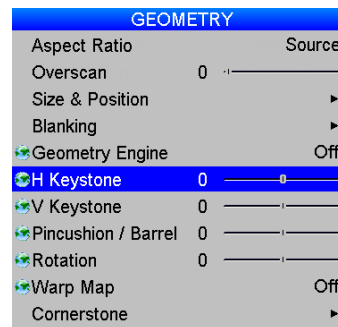 GEOMETRY
Aspect Ratio Source
Overscan 0
Size & Position
Blanking
Geometry Engine Off
H Keystone 0
V Keystone 0
Pincushion / Barrel 0
Rotation 0
Warp Map Off
Cornerstone